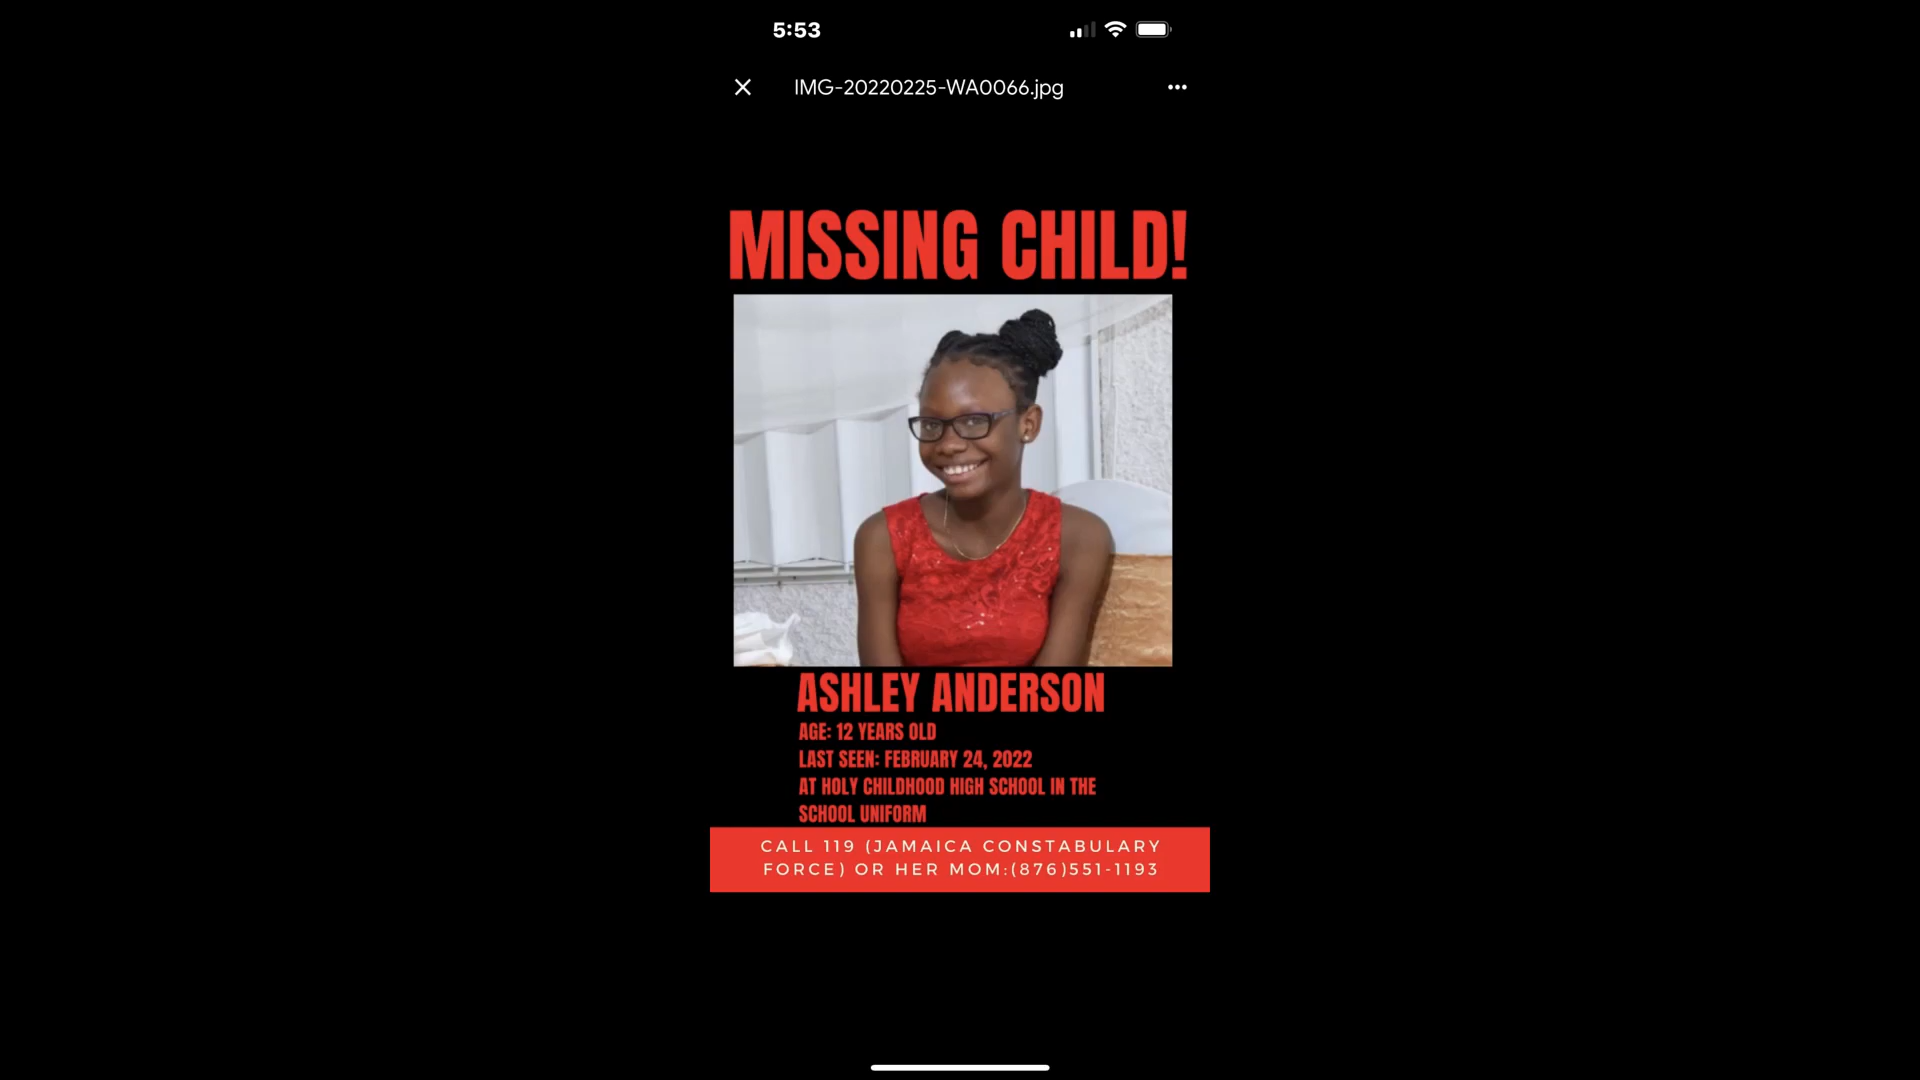 5:53
IMG-20220225-WA0066.jpg
MISSING CHILD!
ASHLEY ANDERSON
AGE: 12 YEARS OLD
LAST SEEN: FEBRUARY 24, 2022
AT HOLY CHILDHOOD HIGH SCHOOL IN THE
SCHOOL UNIFORM
CALL 119 (JAMAICA CONSTABULARY
FORCE) OR HER MOM:(876)551-1193